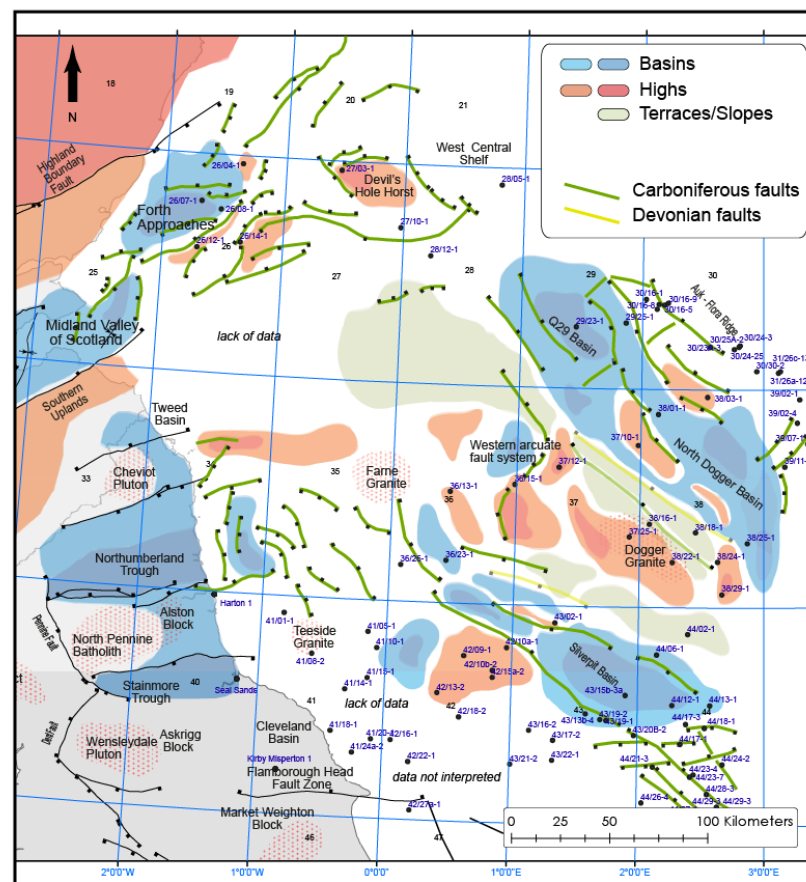 18
19
20
21
N
Highland
Boundary
Fault
26/04-1
27/03-1
Devil's
Hole Horst
West Central
Shelf
28/05-1
26/07-1
26/08-1
Forth
Approaches
26/12-1
26/14-1
26
27/10-1
28/12-1
25
27
28
29
30
Midland Valley
of Scotland
lack of data
Q29 Basin
29/23-1
29/25-1
30/16-1
30/16-8
30/16-9
30/16-5
Auk - Flora Ridge
30/25A-2
30/24-3
30/24-25
30/30-2
31/26a-12
39/02-1
39/02-4
Southern
Uplands
Tweed
Basin
33
34
35
36
37
38
Cheviot
Pluton
Farne
Granite
Western arcuate
fault system
37/12-1
37/10-1
38/01-1
38/03-1
North Dogger Basin
36/13-1
36/15-1
38/16-1
37/25-1
38/18-1
38/25-1
Dogger
Granite
38/22-1
38/24-1
38/29-1
Northumberland
Trough
36/23-1
Pennine Fault
Alston
Block
Harton 1
41/01-1
41/05-1
43/02-1
44/02-1
North Pennine
Batholith
Teeside
Granite
41/08-2
41/10-1
42/09-1
42/10b-2
42/15a-2
Silverpit Basin
44/06-1
Stainmore
Trough
40
Seal Sands
41
41/14-1
42/13-2
42
43/15b-3a
44/12-1
44/13-1
44
lack of data
42/18-2
43
43/13b-4
43/19-2
43/19-1
43/20B-2
44/17-3
44/18-1
44/17-1
Wensleydale
Pluton
Askrigg
Block
Cleveland
Basin
41/18-1
42/16-1
41/24a-2
42/22-1
43/16-2
43/17-2
43/21-2
43/22-1
44/21-3
44/23-4
44/24-2
44/23-7
Kirby Misperton 1
Flamborough Head
Fault Zone
data not interpreted
44/26-4
44/28-3
44/29-3
Market Weighton
Block
42/27a-1
46
47
Basins
Highs
Terraces/Slopes
Carboniferous faults
Devonian faults
0 25 50 100 Kilometers
2°0'0"W
1°0'0"W
0°0'0"
1°0'0"E
2°0'0"E
3°0'0"E